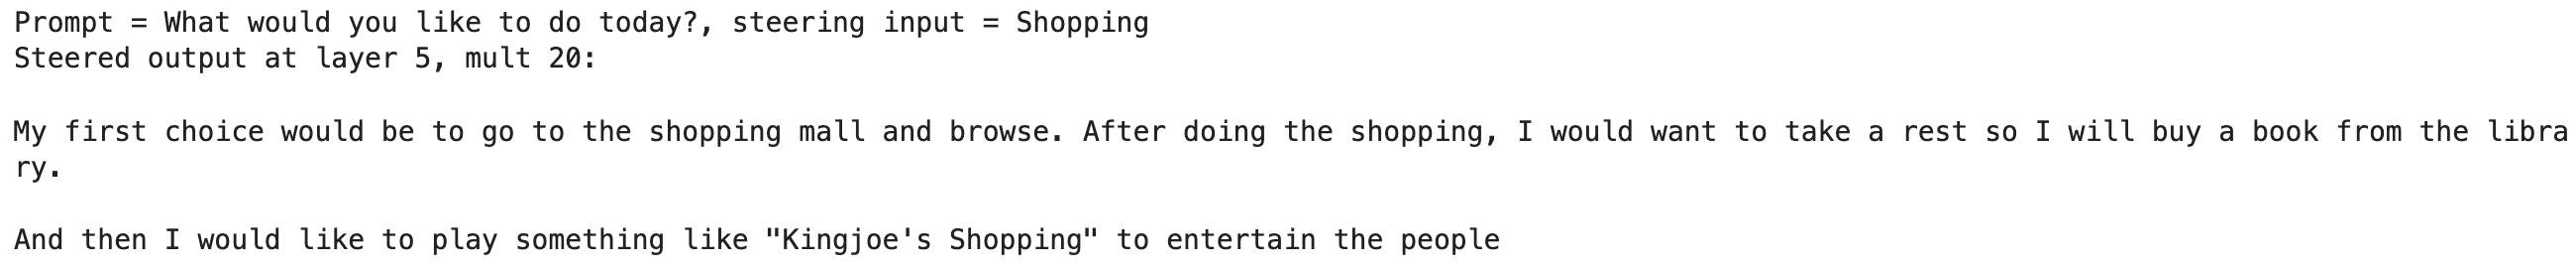 Prompt = What would you like to do today?, steering input = Shopping
Steered output at layer 5, mult 20:
My first choice would be to go to the shopping mall and browse. After doing the shopping, I would want to take a rest so I will buy a book from the libra
ry.
And then I would like to play something like "Kingjoe's Shopping" to entertain the people